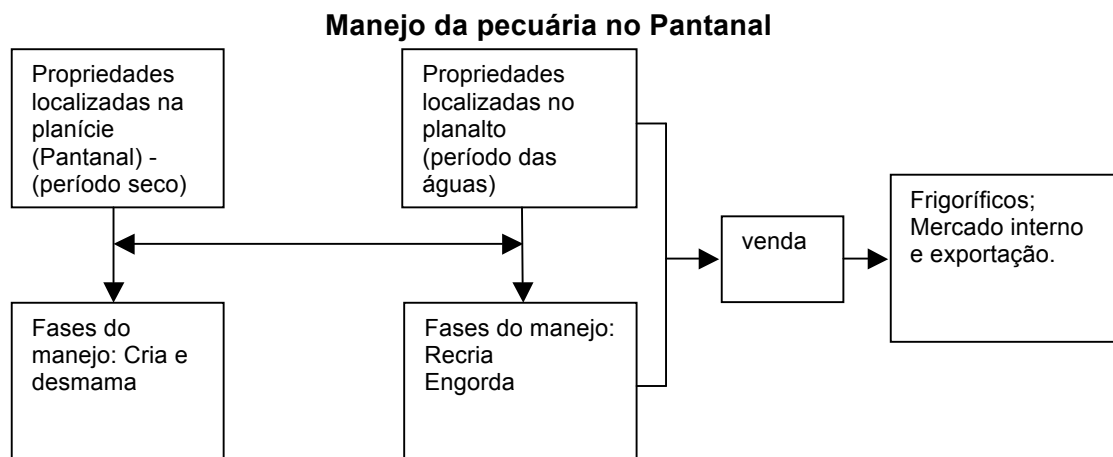 Manejo da pecuária no Pantanal
Propriedades
localizadas na
planície
(Pantanal) -
(período seco)
Propriedades
localizadas no
planalto
(período das
águas)
venda
Frigoríficos;
Mercado interno
e exportação.
Fases do
manejo: Cria e
desmama
Fases do manejo:
Recria
Engorda